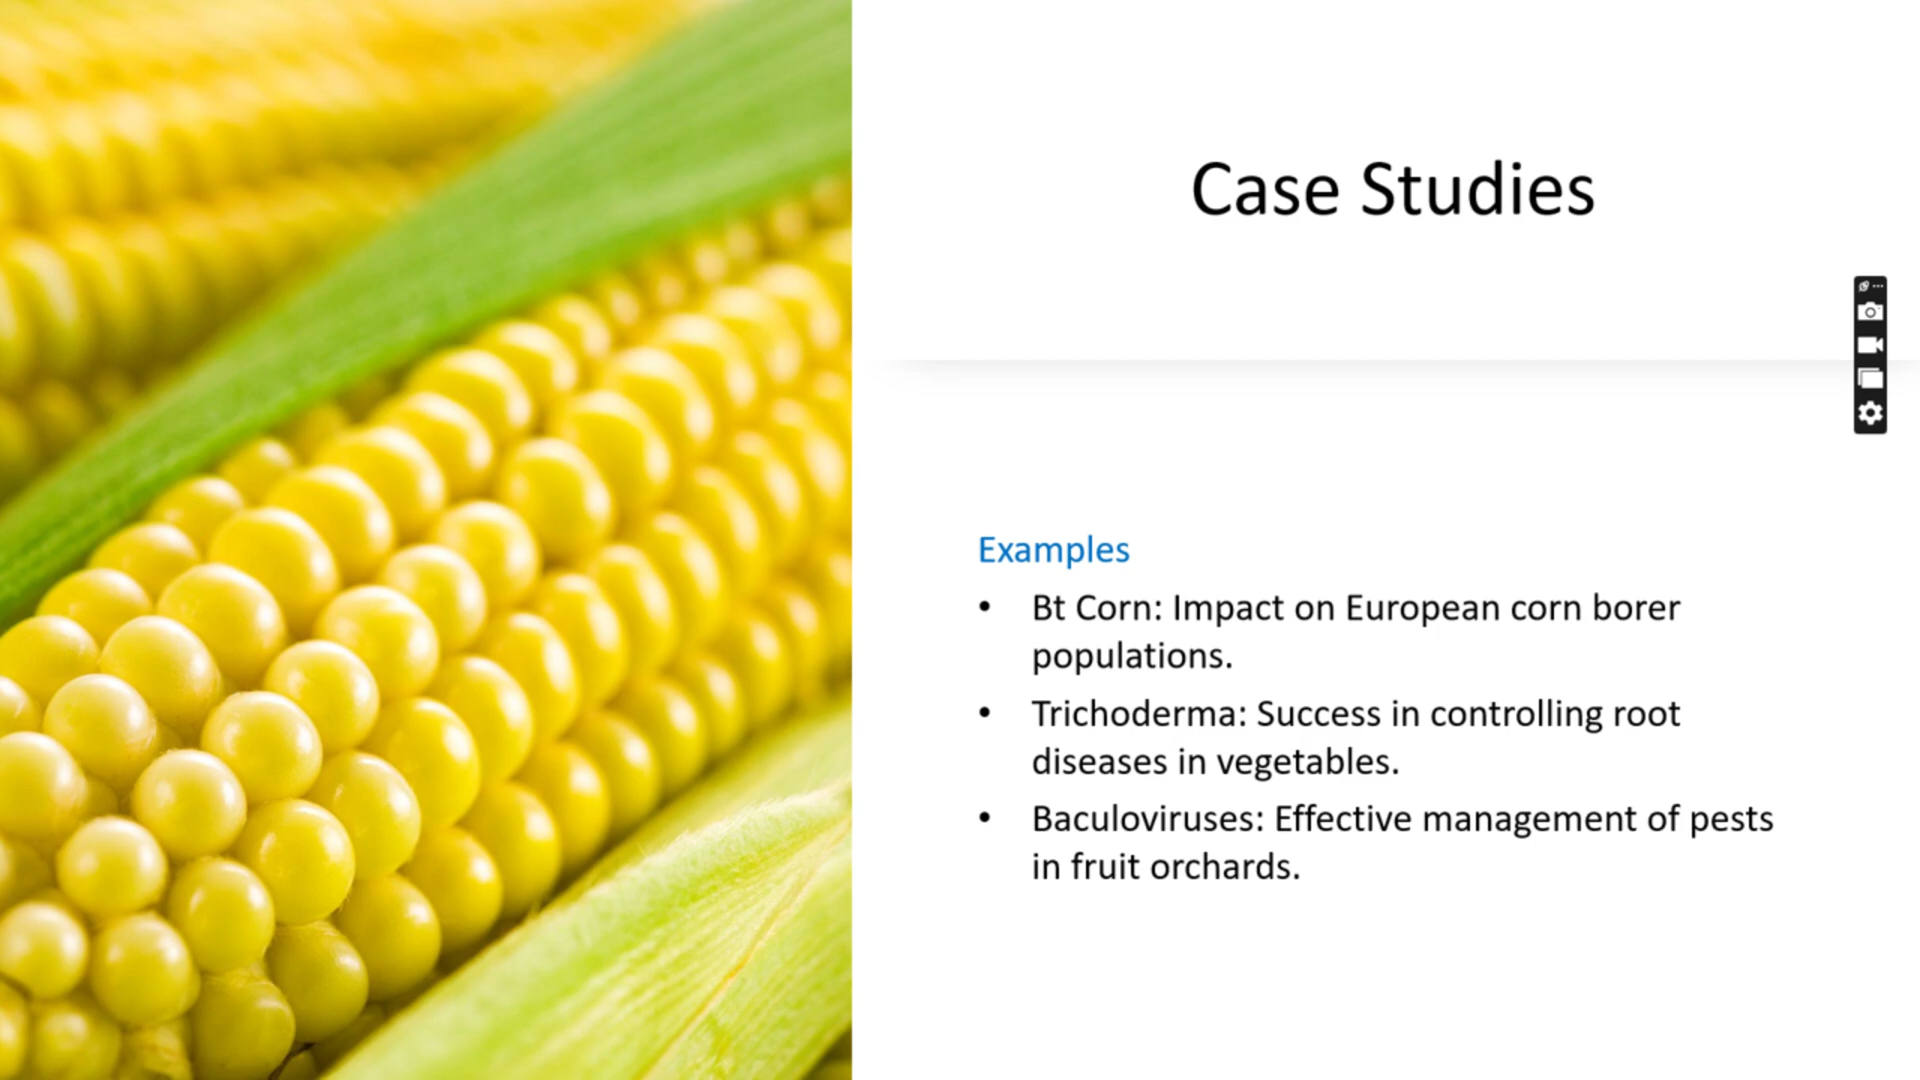 Case Studies
Examples
• Bt Corn: Impact on European corn borer
populations.
• Trichoderma: Success in controlling root
diseases in vegetables.
• Baculoviruses: Effective management of pests
in fruit orchards.